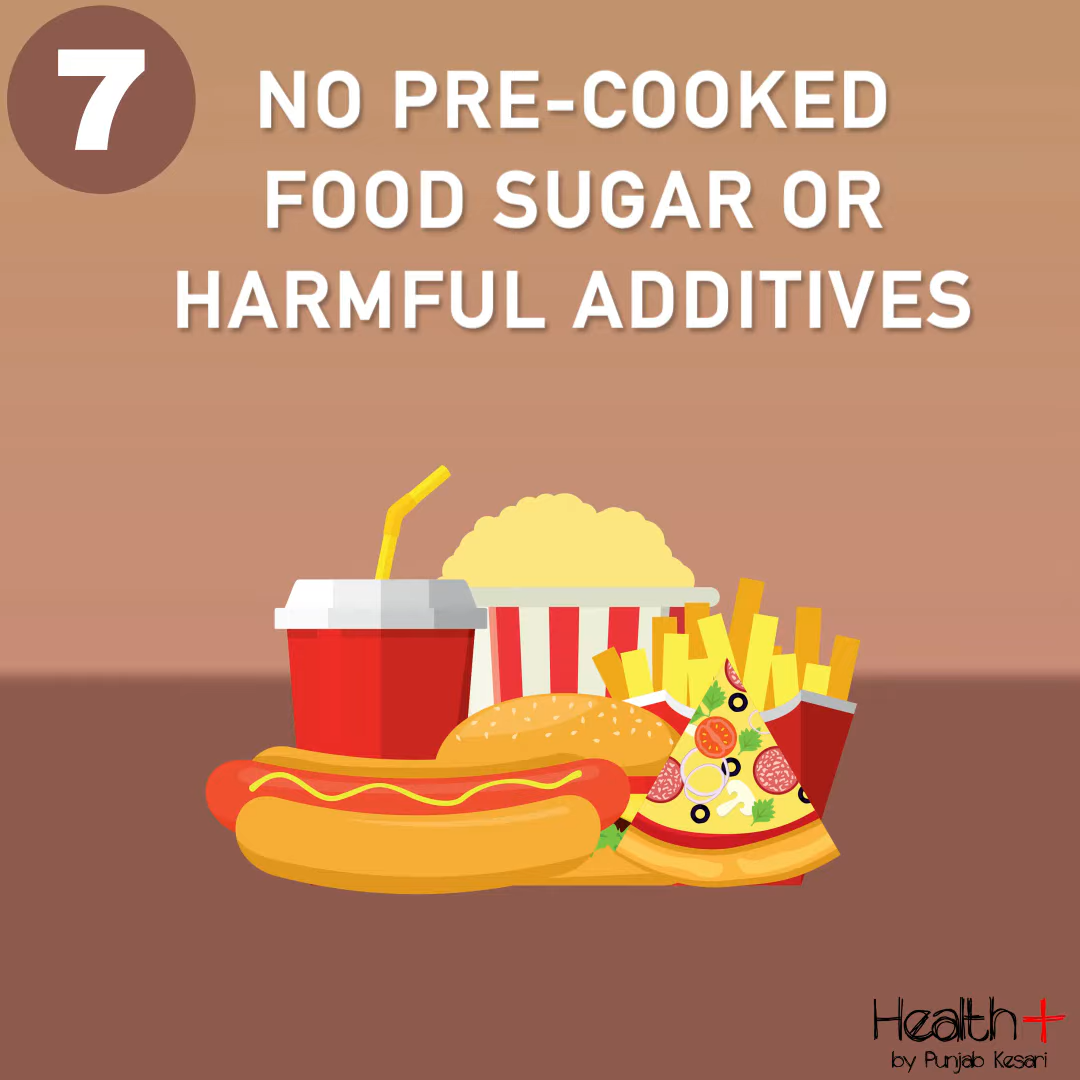 7
NO PRE-COOKED
FOOD SUGAR OR
HARMFUL ADDITIVES
Health+
by Punjab Kesari